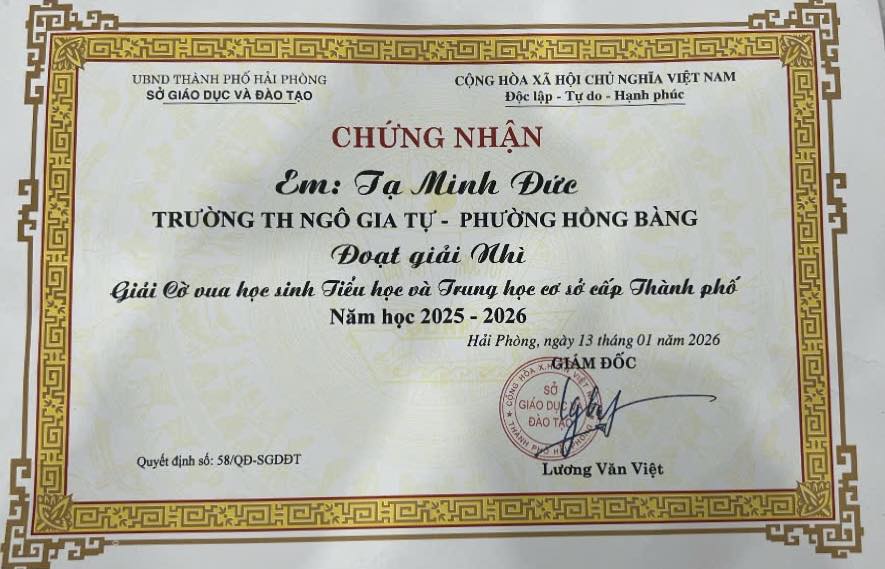 UBND THÀNH PHỐ HẢI PHÒNG
SỞ GIÁO DỤC VÀ ĐÀO TẠO
CỘNG HÒA XÃ HỘI CHỦ NGHĨA VIỆT NAM
Độc lập - Tự do - Hạnh phúc
CHỨNG NHẬN
Em: Tạ Minh Đức
TRƯỜNG TH NGÔ GIA TỰ - PHƯỜNG HỒNG BÀNG
Đoạt giải Nhì
Giải Cờ vua học sinh Tiểu học và Trung học cơ sở cấp Thành phố
Năm học 2025 - 2026
Hải Phòng, ngày 13 tháng 01 năm 2026
GIÁM ĐỐC
SỞ
GIÁO DỤC
ĐÀO TẠO
Lương Văn Việt
Quyết định số: 58/QĐ-SGDĐT